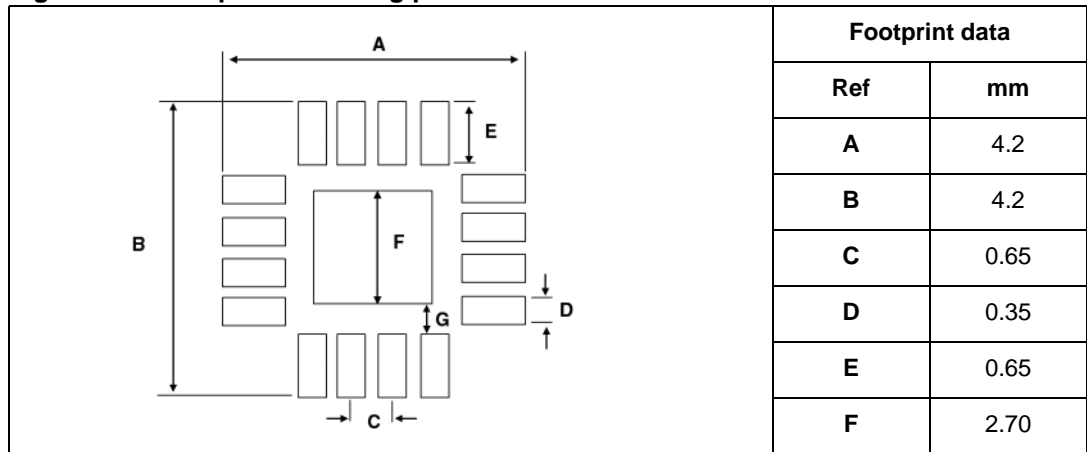 A
E
B
F
D
G
C
Footprint data
Ref mm
A 4.2
B 4.2
C 0.65
D 0.35
E 0.65
F 2.70